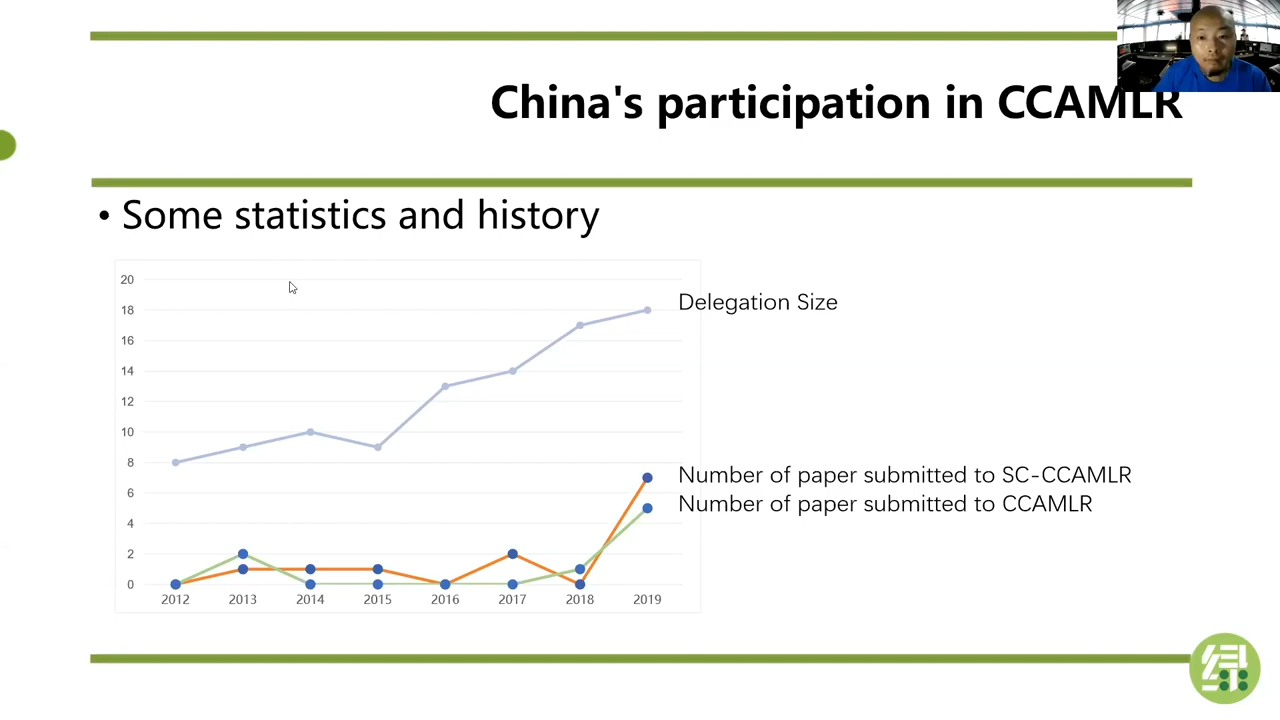 China's participation in CCAMLR
• Some statistics and history
20
18
16
14
12
10
8
6
4
2
0
2012 2013 2014 2015 2016 2017 2018 2019
Delegation Size
Number of paper submitted to SC-CCAMLR
Number of paper submitted to CCAMLR